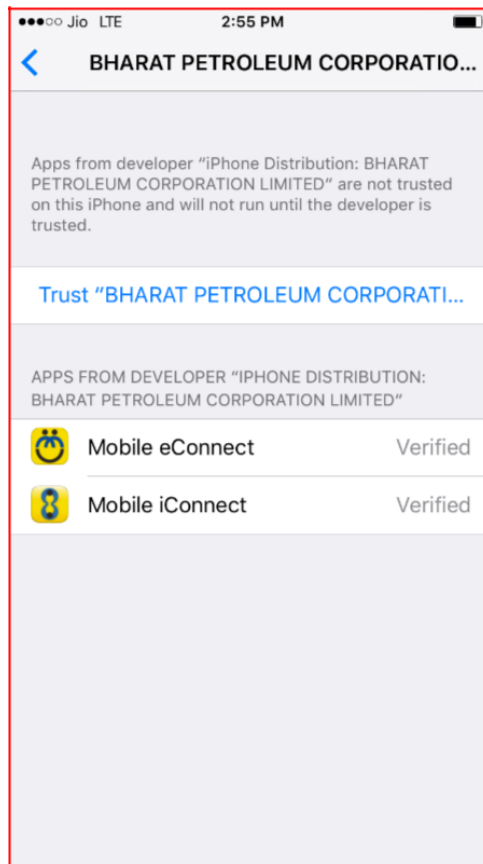 Jio LTE 2:55 PM
BHARAT PETROLEUM CORPORATIO...
Apps from developer “iPhone Distribution: BHARAT
PETROLEUM CORPORATION LIMITED” are not trusted
on this iPhone and will not run until the developer is
trusted.
Trust “BHARAT PETROLEUM CORPORATI...
APPS FROM DEVELOPER “IPHONE DISTRIBUTION:
BHARAT PETROLEUM CORPORATION LIMITED”
Mobile eConnect Verified
Mobile iConnect Verified